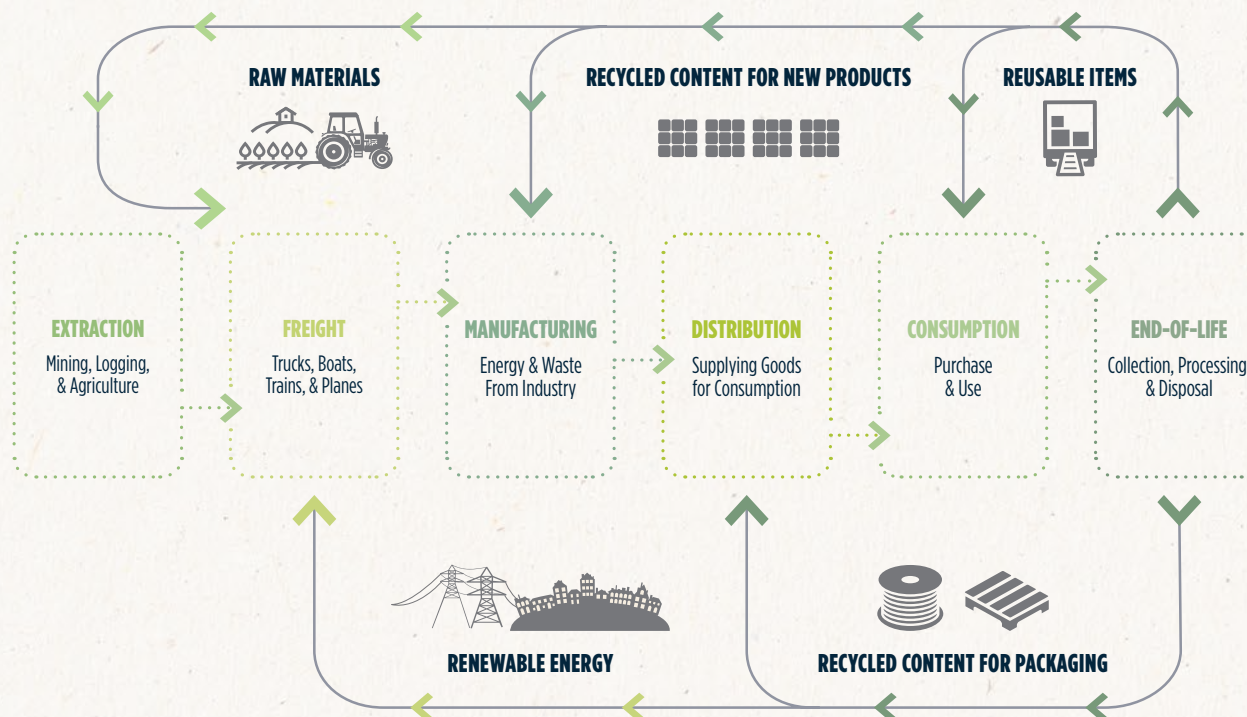 RAW MATERIALS
RECYCLED CONTENT FOR NEW PRODUCTS
REUSABLE ITEMS
EXTRACTION
Mining, Logging,
& Agriculture
FREIGHT
Trucks, Boats,
Trains, & Planes
MANUFACTURING
Energy & Waste
From Industry
DISTRIBUTION
Supplying Goods
for Consumption
CONSUMPTION
Purchase
& Use
END-OF-LIFE
Collection, Processing
& Disposal
RENEWABLE ENERGY
RECYCLED CONTENT FOR PACKAGING